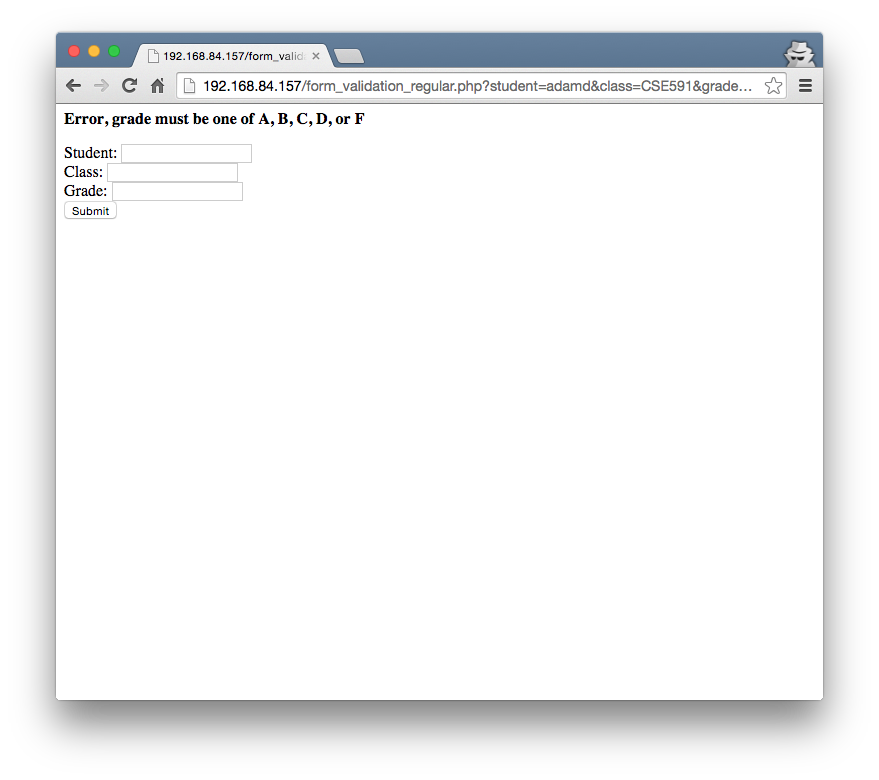 192.168.84.157/form_valid
192.168.84.157/form_validation_regular.php?student=adamd&class=CSE591&grade...
Error, grade must be one of A, B, C, D, or F
Student:
Class:
Grade:
Submit